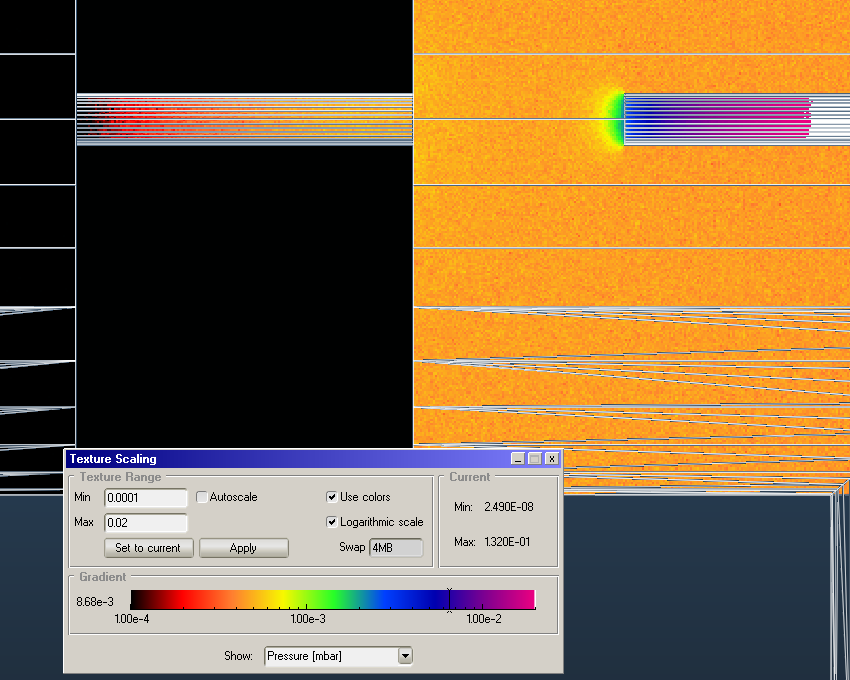 Texture Scaling
Texture Range
Min 0.0001 Autoscale Use colors
Max 0.02 Logarithmic scale
Set to current Apply Swap 4MB
Current
Min: 2.490E-08
Max: 1.320E-01
Gradient
8.68e-3
1.00e-4 1.00e-3 1.00e-2
Show: Pressure [mbar]